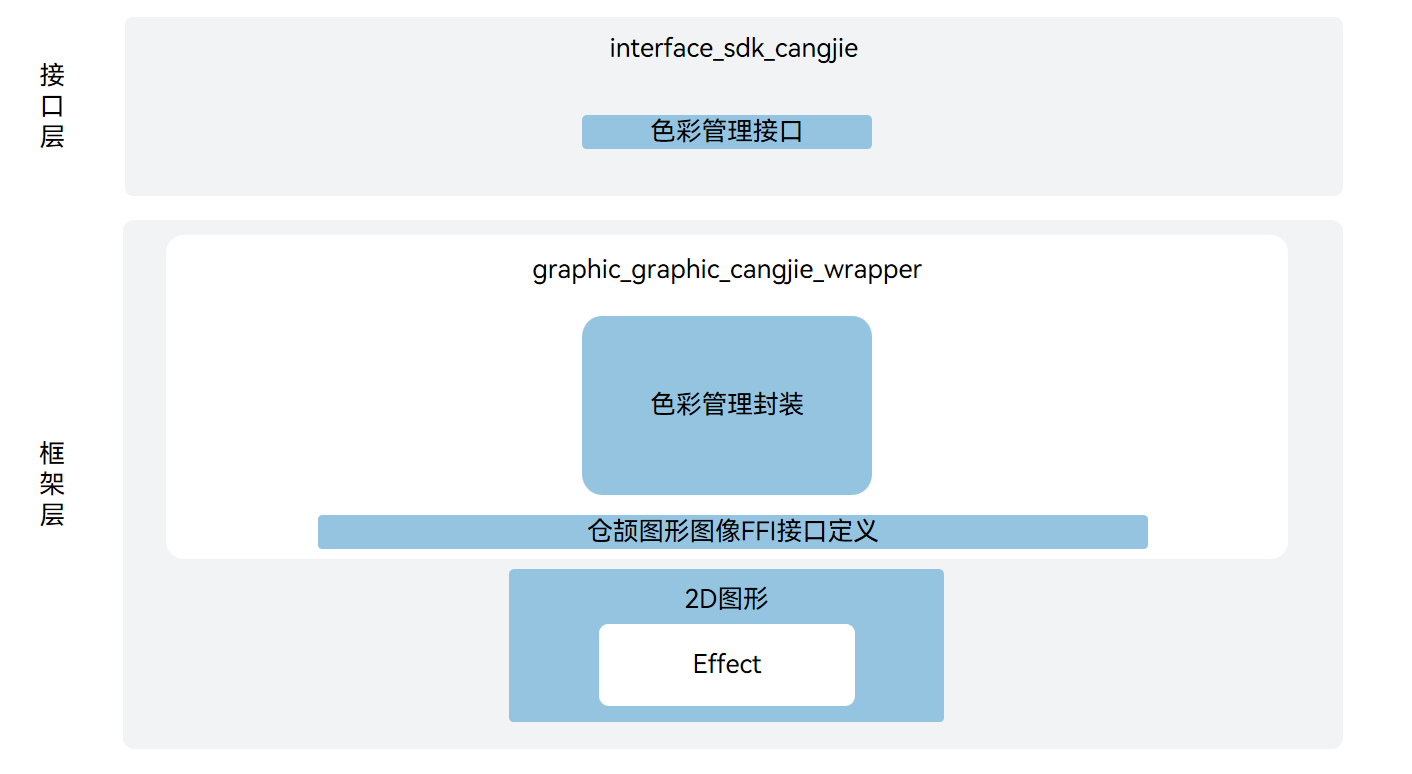 接口层
interface_sdk_cangjie
色彩管理接口
框架层
graphic_graphic_cangjie_wrapper
色彩管理封装
仓颉图形图像FFI接口定义
2D图形
Effect